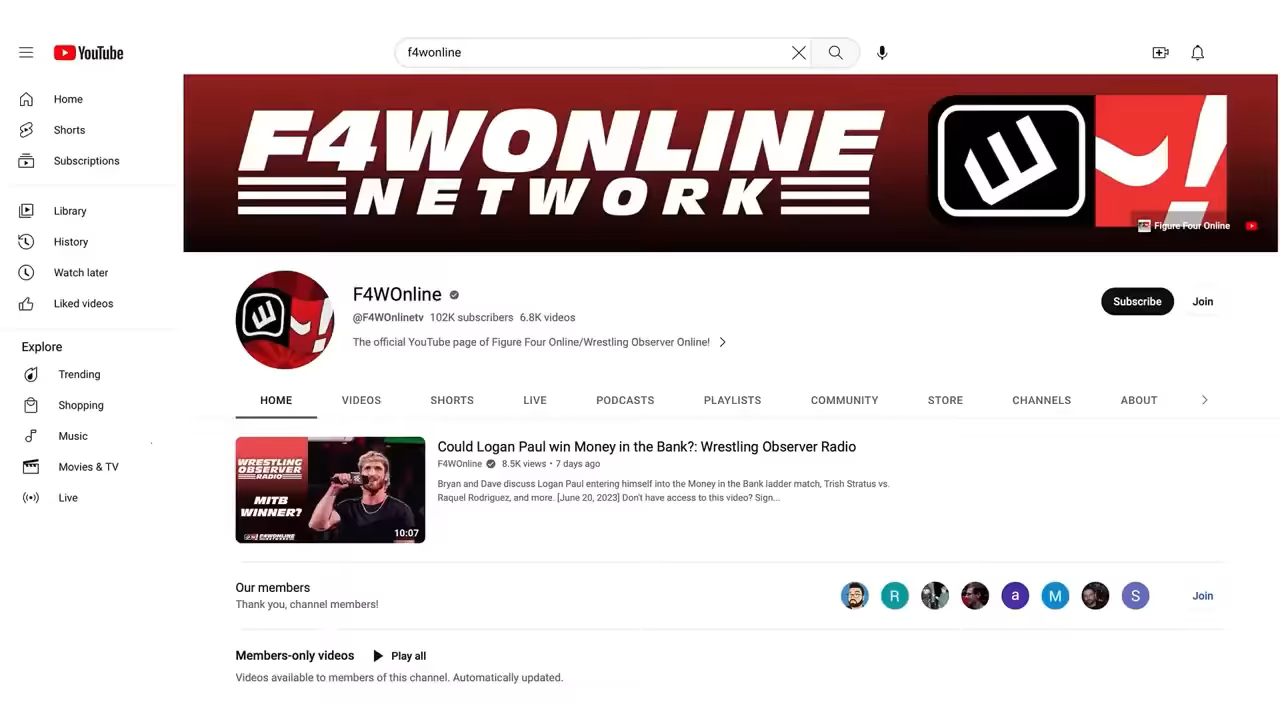 YouTube
f4wonline
Home
Shorts
Subscriptions
Library
History
Watch later
Liked videos
Explore
Trending
Shopping
Music
Movies & TV
Live
F4WONLINE
NETWORK
Figure Four Online
F4WOnline
@F4WOnlinetv 102K subscribers 6.8K videos
The official YouTube page of Figure Four Online/Wrestling Observer Online!
Subscribe
Join
HOME VIDEOS SHORTS LIVE PODCASTS PLAYLISTS COMMUNITY STORE CHANNELS ABOUT
WRESTLING
OBSERVER
RADIO
MITB
WINNER?
F4WONLINE
10:07
Could Logan Paul win Money in the Bank?: Wrestling Observer Radio
F4WOnline 8.5K views • 7 days ago
Bryan and Dave discuss Logan Paul entering himself into the Money in the Bank ladder match, Trish Stratus vs.
Raquel Rodriguez, and more. [June 20, 2023] Don't have access to this video? Sign...
Our members
Thank you, channel members!
R
a
M
S
Join
Members-only videos Play all
Videos available to members of this channel. Automatically updated.